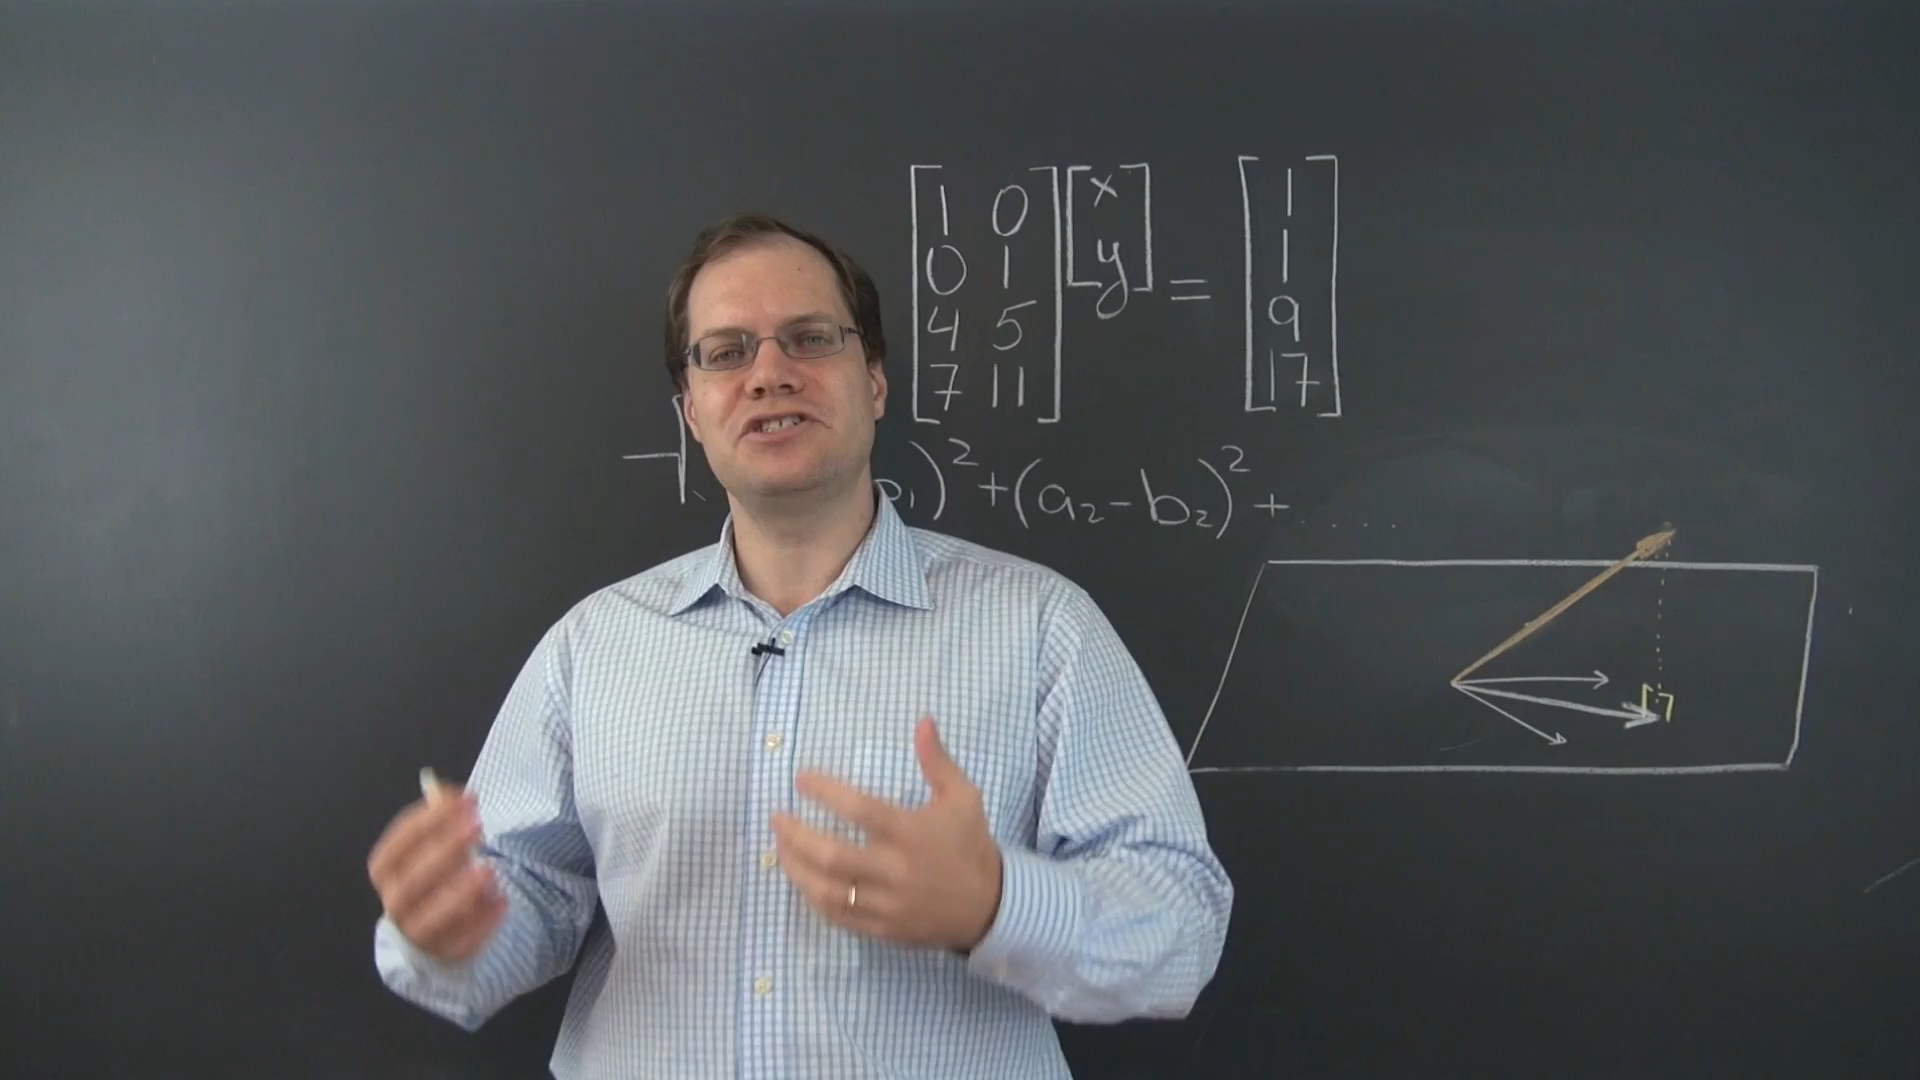 [1 0] [x] [1]
[0 1] [y] = [1]
[4 5] [9]
[7 11] [17]
)² + (a₂ - b₂)² + .....